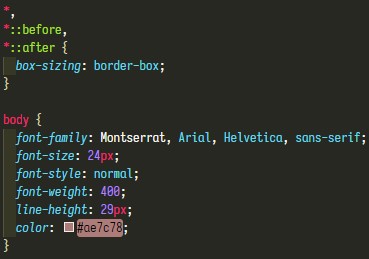 *,
*::before,
*::after {
  box-sizing: border-box;
}

body {
  font-family: Montserrat, Arial, Helvetica, sans-serif;
  font-size: 24px;
  font-style: normal;
  font-weight: 400;
  line-height: 29px;
  color: #ae7c78;
}